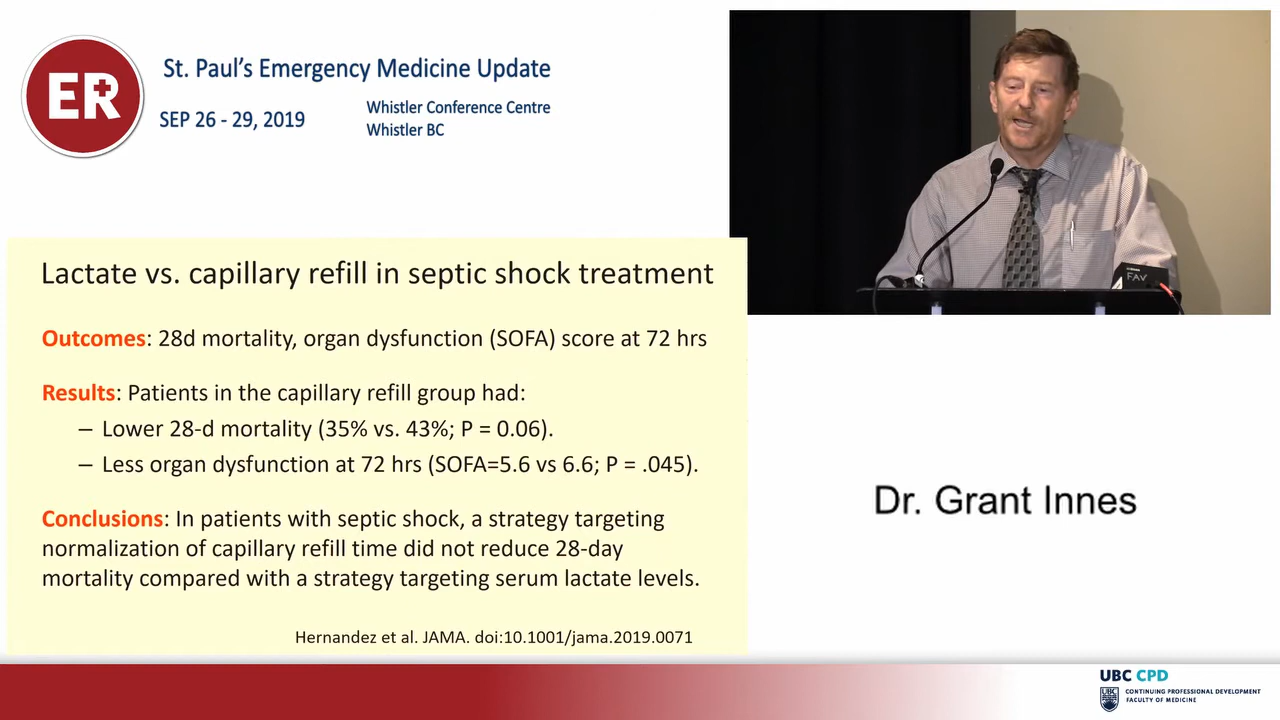 ER
St. Paul's Emergency Medicine Update
SEP 26 - 29, 2019
Whistler Conference Centre
Whistler BC
Lactate vs. capillary refill in septic shock treatment
Outcomes: 28d mortality, organ dysfunction (SOFA) score at 72 hrs
Results: Patients in the capillary refill group had:
– Lower 28-d mortality (35% vs. 43%; P = 0.06).
– Less organ dysfunction at 72 hrs (SOFA=5.6 vs 6.6; P = .045).
Conclusions: In patients with septic shock, a strategy targeting
normalization of capillary refill time did not reduce 28-day
mortality compared with a strategy targeting serum lactate levels.
Hernandez et al. JAMA. doi:10.1001/jama.2019.0071
FAV
Dr. Grant Innes
UBC CPD
CONTINUING PROFESSIONAL DEVELOPMENT
FACULTY OF MEDICINE